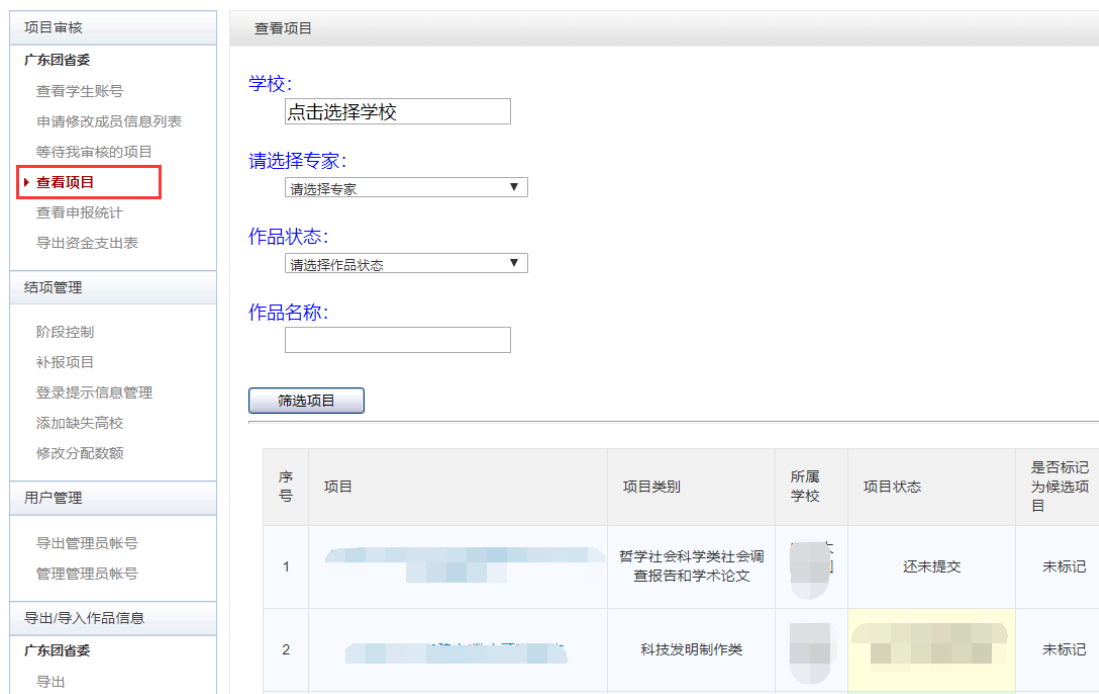 项目审核
广东团省委
查看学生账号
申请修改成员信息列表
等待我审核的项目
查看项目
查看申报统计
导出资金支出表
结项管理
阶段控制
补报项目
登录提示信息管理
添加缺失高校
修改分配数额
用户管理
导出管理员帐号
管理管理员帐号
导出/导入作品信息
广东团省委
导出
查看项目
学校:
点击选择学校
请选择专家:
请选择专家
作品状态:
请选择作品状态
作品名称:
筛选项目
序
号
项目
项目类别
所属
学校
项目状态
是否标记
为候选项
目
1
哲学社会科学类社会调
查报告和学术论文
还未提交
未标记
2
科技发明制作类
未标记